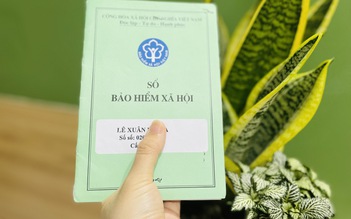 CỘNG HÒA XÃ HỘI CHỦ NGHĨA VIỆT NAM
Độc lập - Tự do - Hạnh phúc
SỔ
BẢO HIỂM XÃ HỘI
LÊ XUÂN
Số sổ: 020